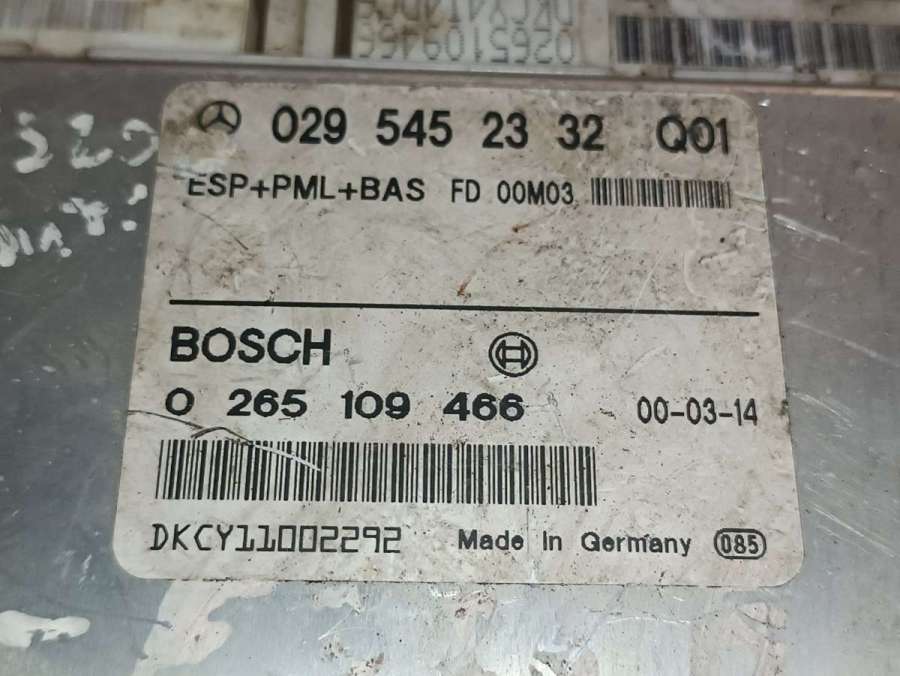 0265109466
029 545 23 32 Q01
ESP+PML+BAS FD 00M03
BOSCH
0 265 109 466 00-03-14
DKCY11002292 Made in Germany 085